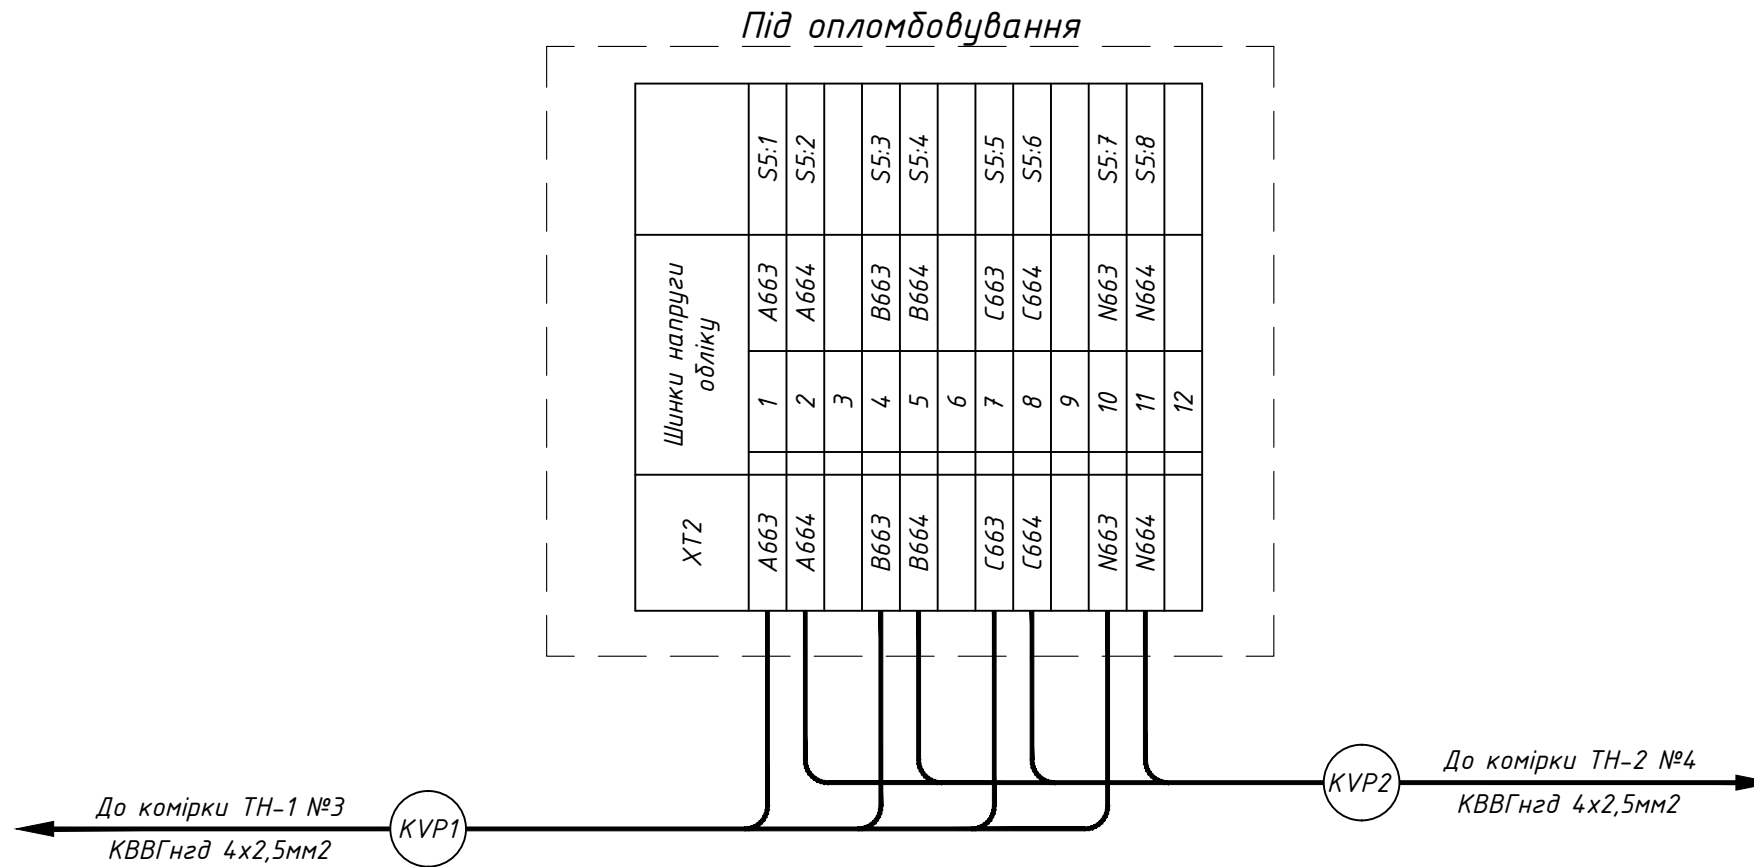 Під опломбовування
S5:1 S5:2 S5:3 S5:4 S5:5 S5:6 S5:7 S5:8
Шинки напруги
обліку
A663 A664 B663 B664 C663 C664 N663 N664
1 2 3 4 5 6 7 8 9 10 11 12
XT2
A663 A664 B663 B664 C663 C664 N663 N664
До комірки ТН-1 №3
KVP1
КВВГнгд 4х2,5мм2
KVP2
До комірки ТН-2 №4
КВВГнгд 4х2,5мм2